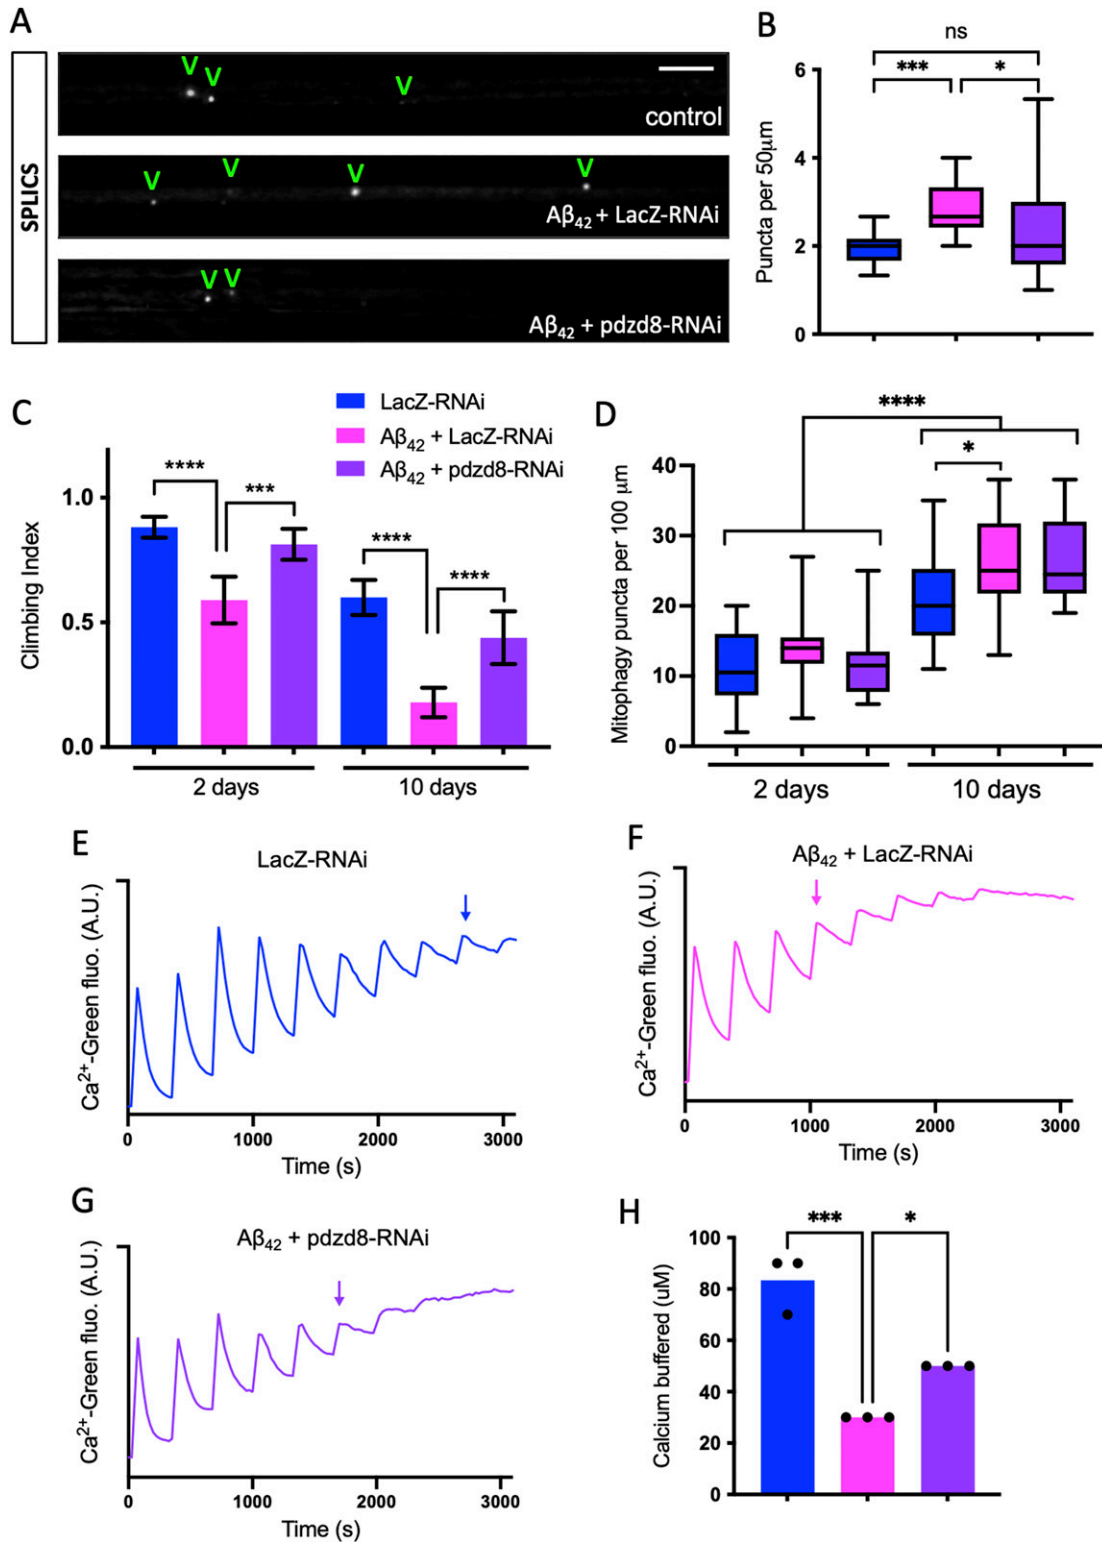 A
SPLICS
V V V
control
V V V V
Aβ₄₂ + LacZ-RNAi
V V
Aβ₄₂ + pdzd8-RNAi
B
ns
*** *
Puncta per 50μm
6
4
2
0
C
LacZ-RNAi
Aβ₄₂ + LacZ-RNAi
Aβ₄₂ + pdzd8-RNAi
**** *** **** ****
Climbing Index
1.0
0.5
0.0
2 days 10 days
D
****
*
Mitophagy puncta per 100 μm
40
30
20
10
0
2 days 10 days
E
LacZ-RNAi
Ca²⁺-Green fluo. (A.U.)
0 1000 2000 3000
Time (s)
F
Aβ₄₂ + LacZ-RNAi
Ca²⁺-Green fluo. (A.U.)
0 1000 2000 3000
Time (s)
G
Aβ₄₂ + pdzd8-RNAi
Ca²⁺-Green fluo. (A.U.)
0 1000 2000 3000
Time (s)
H
*** *
Calcium buffered (uM)
100
80
60
40
20
0